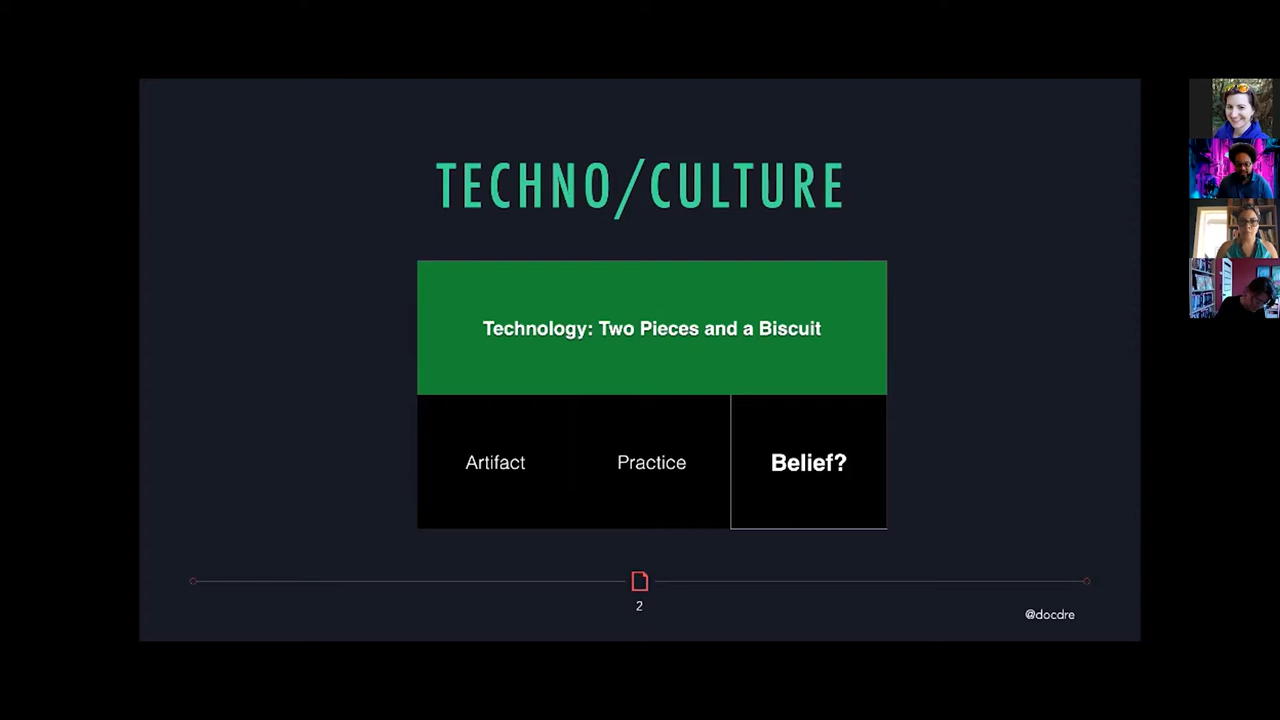 TECHNO/CULTURE
Technology: Two Pieces and a Biscuit
Artifact
Practice
Belief?
2
@docdre